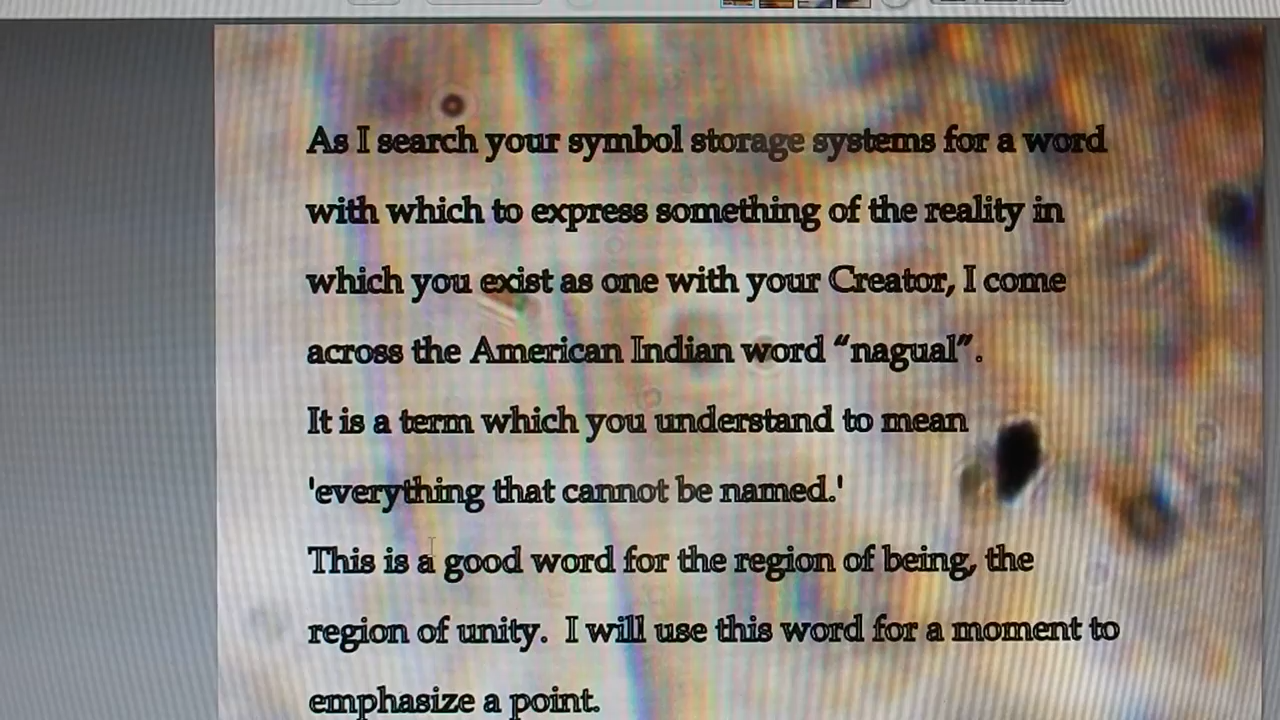 As I search your symbol storage systems for a word
with which to express something of the reality in
which you exist as one with your Creator, I come
across the American Indian word “nagual”.
It is a term which you understand to mean
'everything that cannot be named.'
This is a good word for the region of being, the
region of unity.  I will use this word for a moment to
emphasize a point.